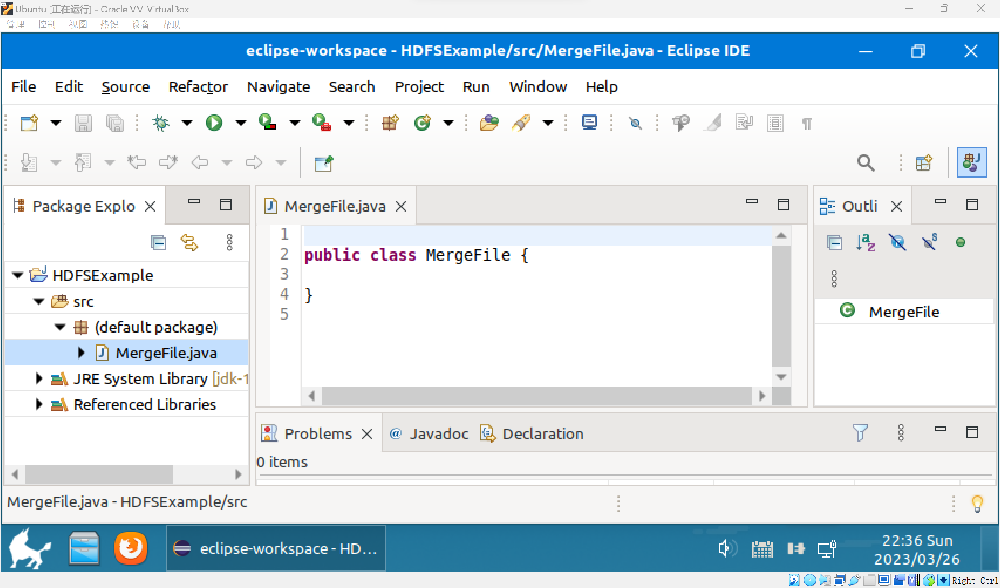 Ubuntu [正在运行] - Oracle VM VirtualBox
管理 控制 视图 热键 设备 帮助
eclipse-workspace - HDFSExample/src/MergeFile.java - Eclipse IDE
File Edit Source Refactor Navigate Search Project Run Window Help
Package Explo
MergeFile.java
Outli
1
2 public class MergeFile {
3
4 }
5
HDFSExample
src
(default package)
MergeFile.java
JRE System Library [jdk-1
Referenced Libraries
MergeFile
Problems Javadoc Declaration
0 items
MergeFile.java - HDFSExample/src
eclipse-workspace - HD...
22:36 Sun
2023/03/26
Right Ctrl